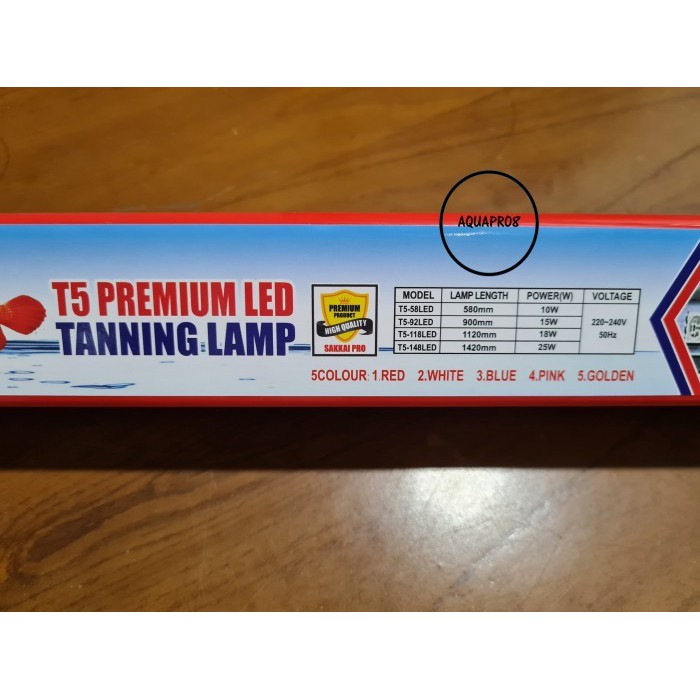 AQUAPRO8
T5 PREMIUM LED
TANNING LAMP
PREMIUM
PRODUCT
HIGH QUALITY
SAKKAI PRO
MODEL LAMP LENGTH POWER(W) VOLTAGE
T5-58LED 580mm 10W
T5-92LED 900mm 15W
T5-118LED 1120mm 18W
T5-148LED 1420mm 25W
220~240V
50Hz
5COLOUR: 1.RED 2.WHITE 3.BLUE 4.PINK 5.GOLDEN